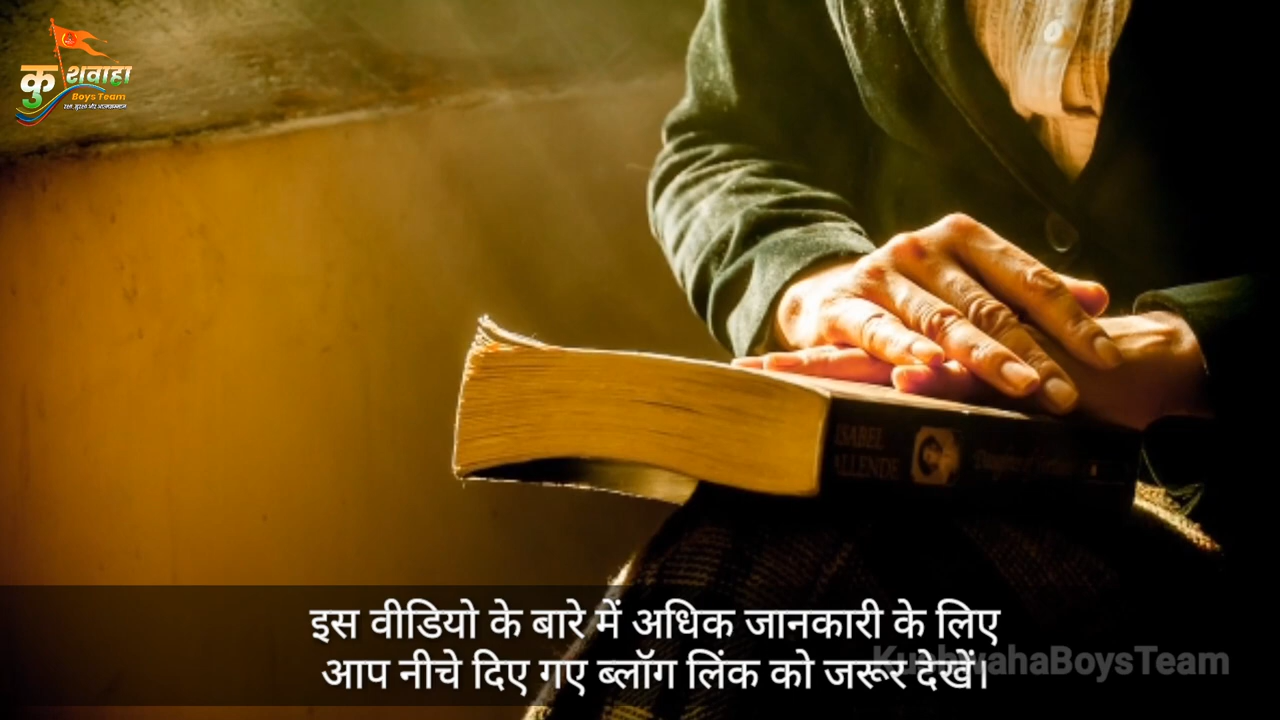 कुशवाहा
Boys Team
ISABEL
ALLENDE
इस वीडियो के बारे में अधिक जानकारी के लिए
आप नीचे दिए गए ब्लॉग लिंक को जरूर देखें।
KushwahaBoysTeam